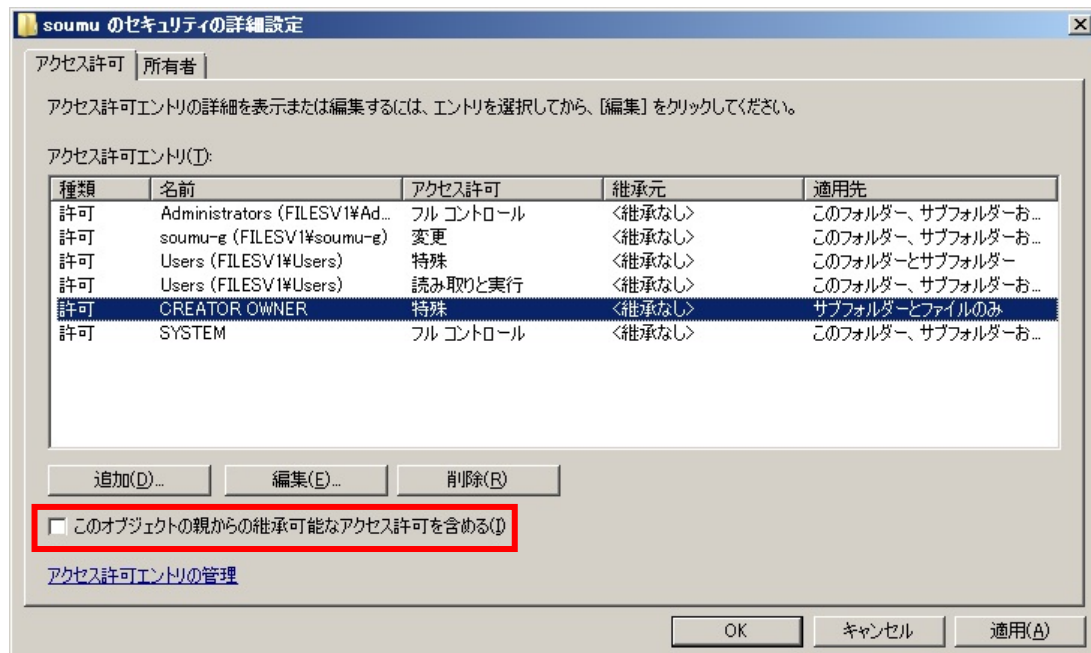 soumu のセキュリティの詳細設定
アクセス許可 所有者
アクセス許可エントリの詳細を表示または編集するには、エントリを選択してから、[編集] をクリックしてください。
アクセス許可エントリ(T):
種類 名前 アクセス許可 継承元 適用先
許可 Administrators (FILESV1¥Ad... フル コントロール <継承なし> このフォルダー、サブフォルダーお...
許可 soumu-g (FILESV1¥soumu-g) 変更 <継承なし> このフォルダー、サブフォルダーお...
許可 Users (FILESV1¥Users) 特殊 <継承なし> このフォルダーとサブフォルダー
許可 Users (FILESV1¥Users) 読み取りと実行 <継承なし> このフォルダー、サブフォルダーお...
許可 CREATOR OWNER 特殊 <継承なし> サブフォルダーとファイルのみ
許可 SYSTEM フル コントロール <継承なし> このフォルダー、サブフォルダーお...
追加(D)... 編集(E)... 削除(R)
このオブジェクトの親からの継承可能なアクセス許可を含める(I)
アクセス許可エントリの管理
OK キャンセル 適用(A)